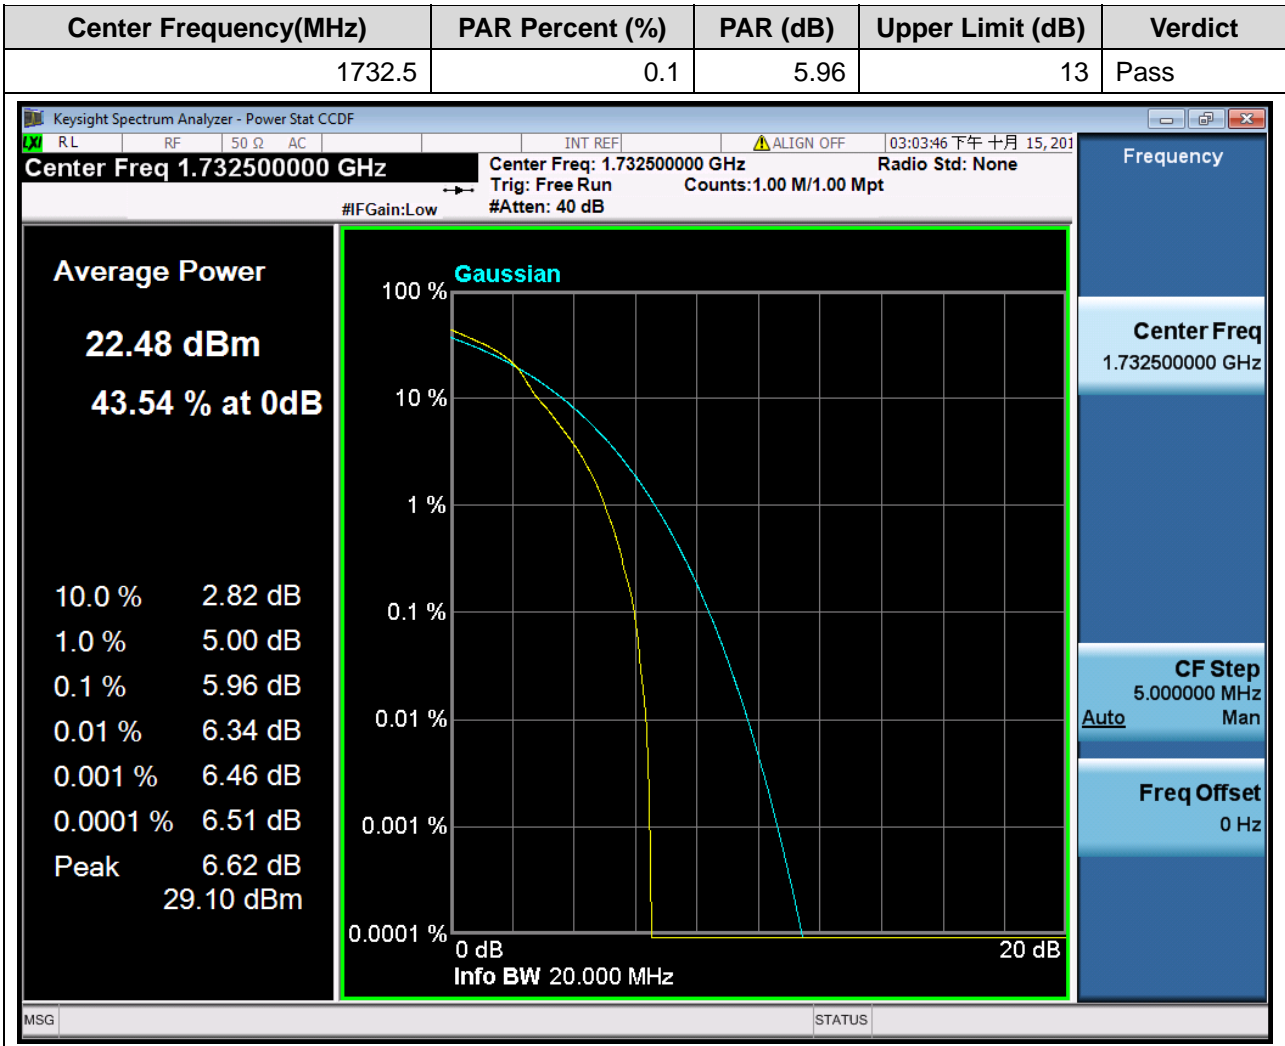 Center Frequency(MHz) PAR Percent (%) PAR (dB) Upper Limit (dB) Verdict
1732.5 0.1 5.96 13 Pass
Keysight Spectrum Analyzer - Power Stat CCDF
LXI RL RF 50 Ω AC INT REF ALIGN OFF 03:03:46 下午 十月 15, 201
Center Freq 1.732500000 GHz
Center Freq: 1.732500000 GHz Radio Std: None
Trig: Free Run Counts:1.00 M/1.00 Mpt
#IFGain:Low #Atten: 40 dB
Frequency
Average Power
22.48 dBm
43.54 % at 0dB
10.0 % 2.82 dB
1.0 % 5.00 dB
0.1 % 5.96 dB
0.01 % 6.34 dB
0.001 % 6.46 dB
0.0001 % 6.51 dB
Peak 6.62 dB
29.10 dBm
Gaussian
100 %
10 %
1 %
0.1 %
0.01 %
0.001 %
0.0001 %
0 dB 20 dB
Info BW 20.000 MHz
Center Freq
1.732500000 GHz
CF Step
5.000000 MHz
Auto Man
Freq Offset
0 Hz
MSG STATUS